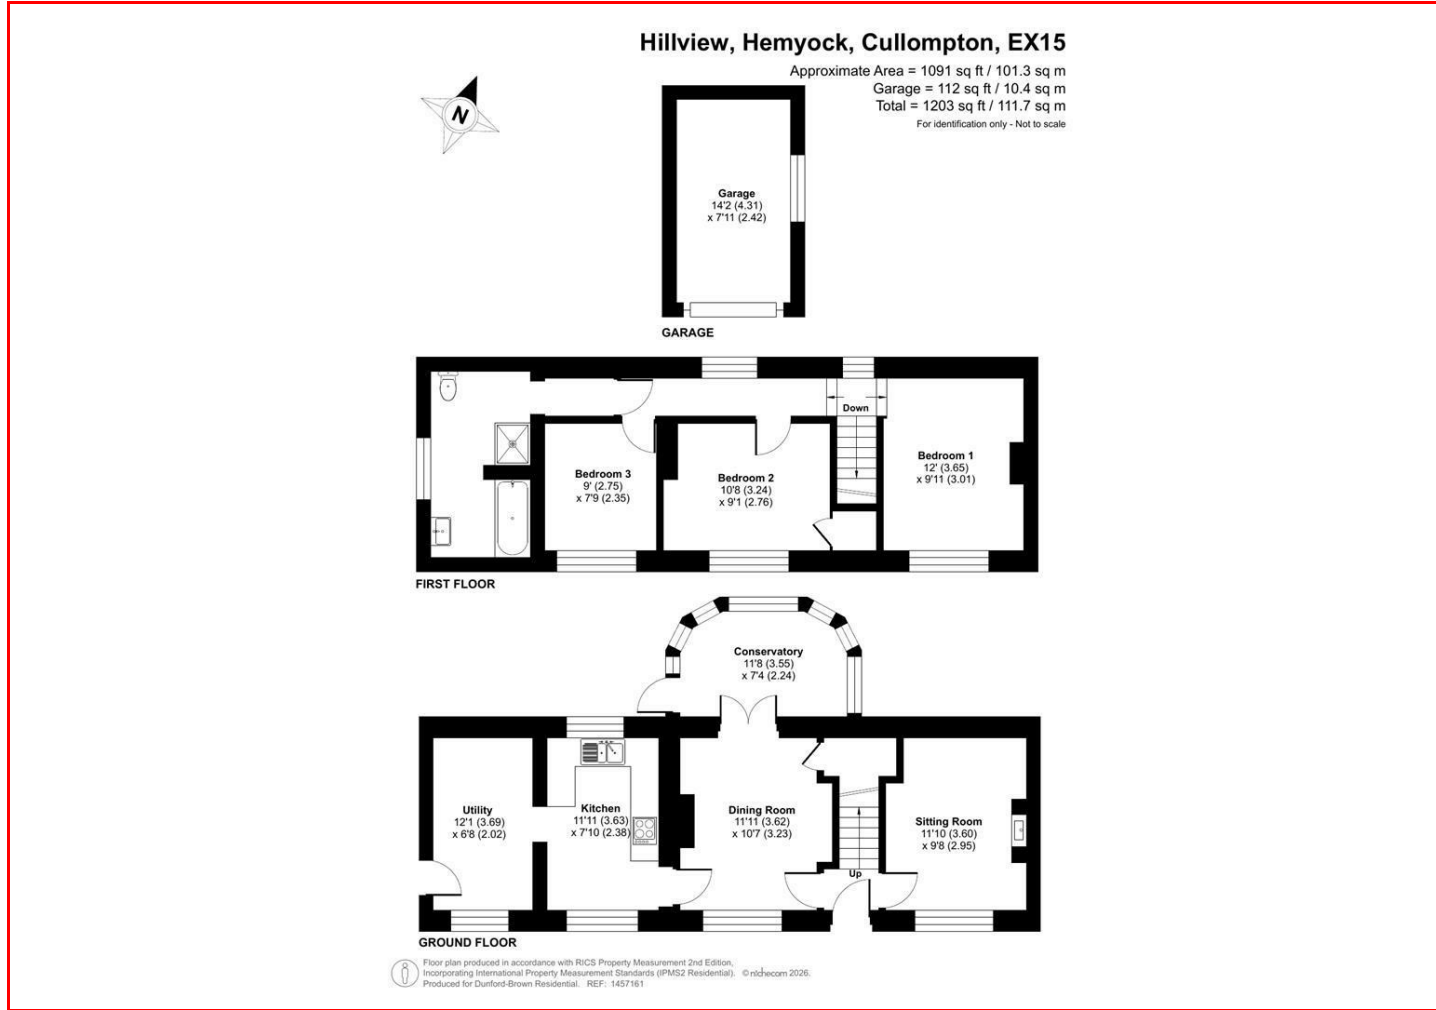 Hillview, Hemyock, Cullompton, EX15
Approximate Area = 1091 sq ft / 101.3 sq m
Garage = 112 sq ft / 10.4 sq m
Total = 1203 sq ft / 111.7 sq m
For identification only - Not to scale
N
Garage
14'2 (4.31)
x 7'11 (2.42)
GARAGE
Down
Bedroom 1
12' (3.65)
x 9'11 (3.01)
Bedroom 3
9' (2.75)
x 7'9 (2.35)
Bedroom 2
10'8 (3.24)
x 9'1 (2.76)
FIRST FLOOR
Conservatory
11'8 (3.55)
x 7'4 (2.24)
Utility
12'1 (3.69)
x 6'8 (2.02)
Kitchen
11'11 (3.63)
x 7'10 (2.38)
Dining Room
11'11 (3.62)
x 10'7 (3.23)
Sitting Room
11'10 (3.60)
x 9'8 (2.95)
Up
GROUND FLOOR
Floor plan produced in accordance with RICS Property Measurement 2nd Edition,
Incorporating International Property Measurement Standards (IPMS2 Residential). © nichecom 2026.
Produced for Dunford-Brown Residential. REF: 1457161